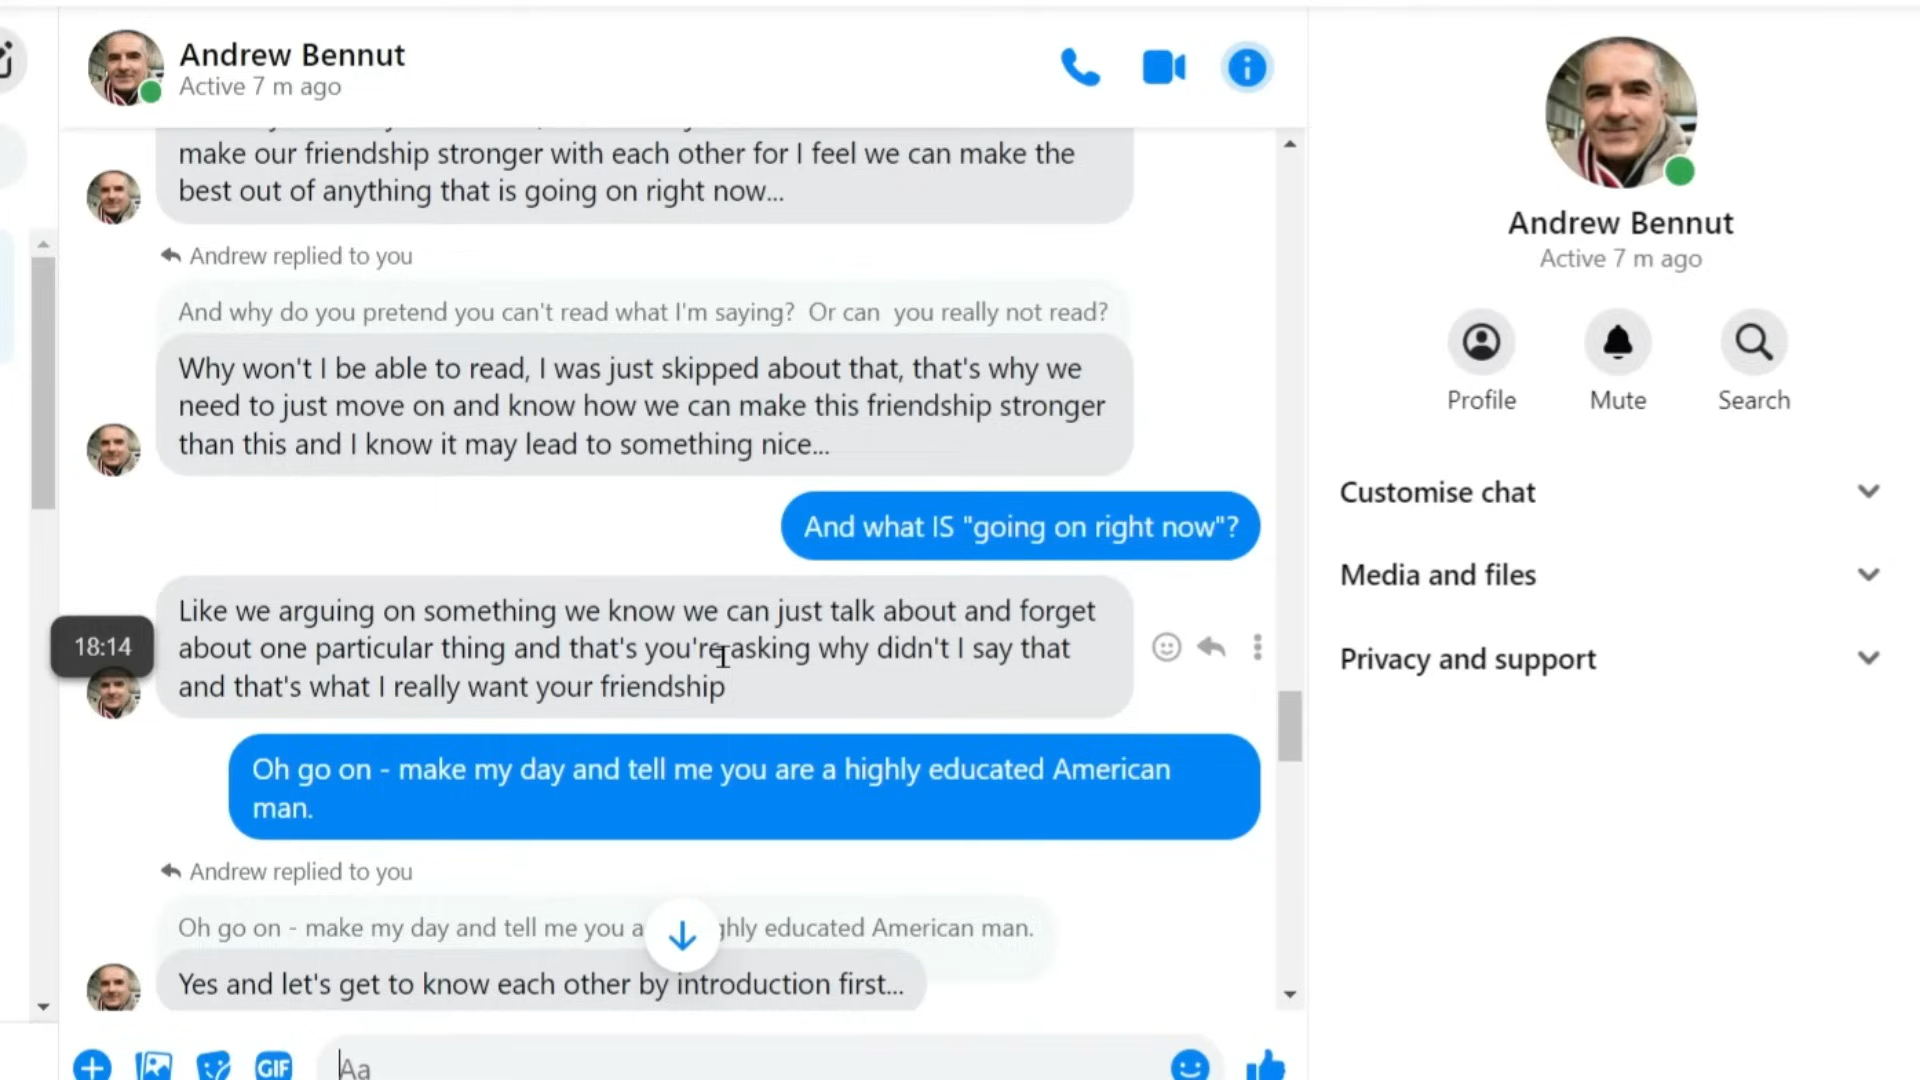 Andrew Bennut
Active 7 m ago
make our friendship stronger with each other for I feel we can make the
best out of anything that is going on right now...
Andrew replied to you
And why do you pretend you can't read what I'm saying? Or can you really not read?
Why won't I be able to read, I was just skipped about that, that's why we
need to just move on and know how we can make this friendship stronger
than this and I know it may lead to something nice...
And what IS "going on right now"?
18:14
Like we arguing on something we know we can just talk about and forget
about one particular thing and that's you're asking why didn't I say that
and that's what I really want your friendship
Oh go on - make my day and tell me you are a highly educated American
man.
Andrew replied to you
Oh go on - make my day and tell me you a ghly educated American man.
Yes and let's get to know each other by introduction first...
GIF
Aa
Andrew Bennut
Active 7 m ago
Profile
Mute
Search
Customise chat
Media and files
Privacy and support